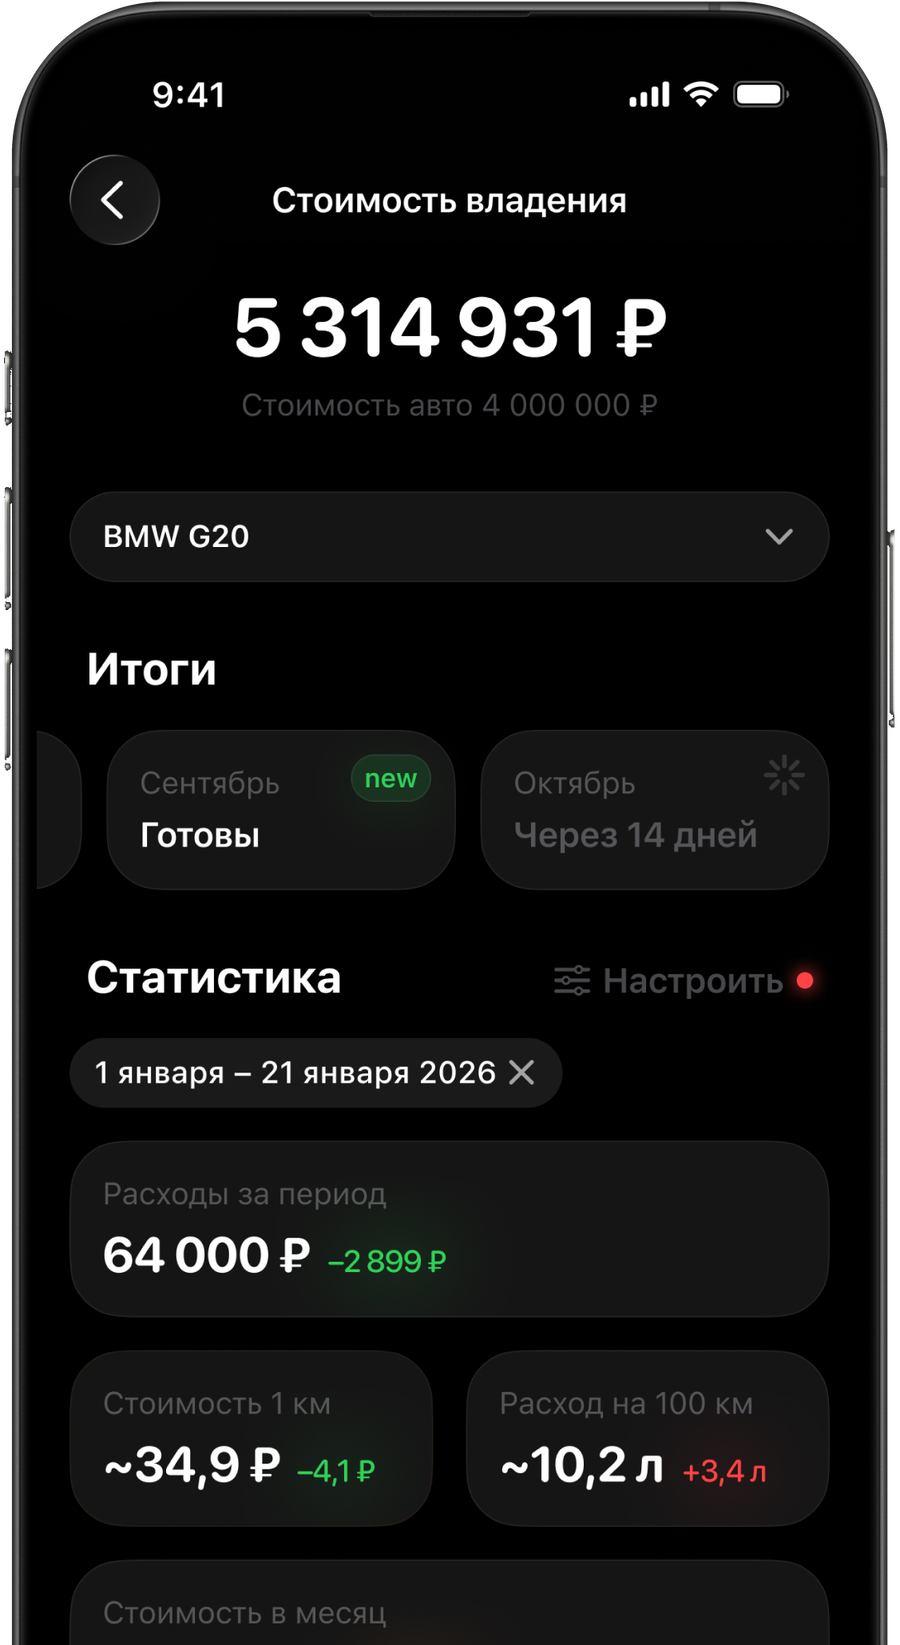 9:41
Стоимость владения
5 314 931 ₽
Стоимость авто 4 000 000 ₽
BMW G20
Итоги
Сентябрь new
Готовы
Октябрь
Через 14 дней
Статистика Настроить
1 января – 21 января 2026
Расходы за период
64 000 ₽ –2 899 ₽
Стоимость 1 км
~34,9 ₽ –4,1 ₽
Расход на 100 км
~10,2 л +3,4 л
Стоимость в месяц